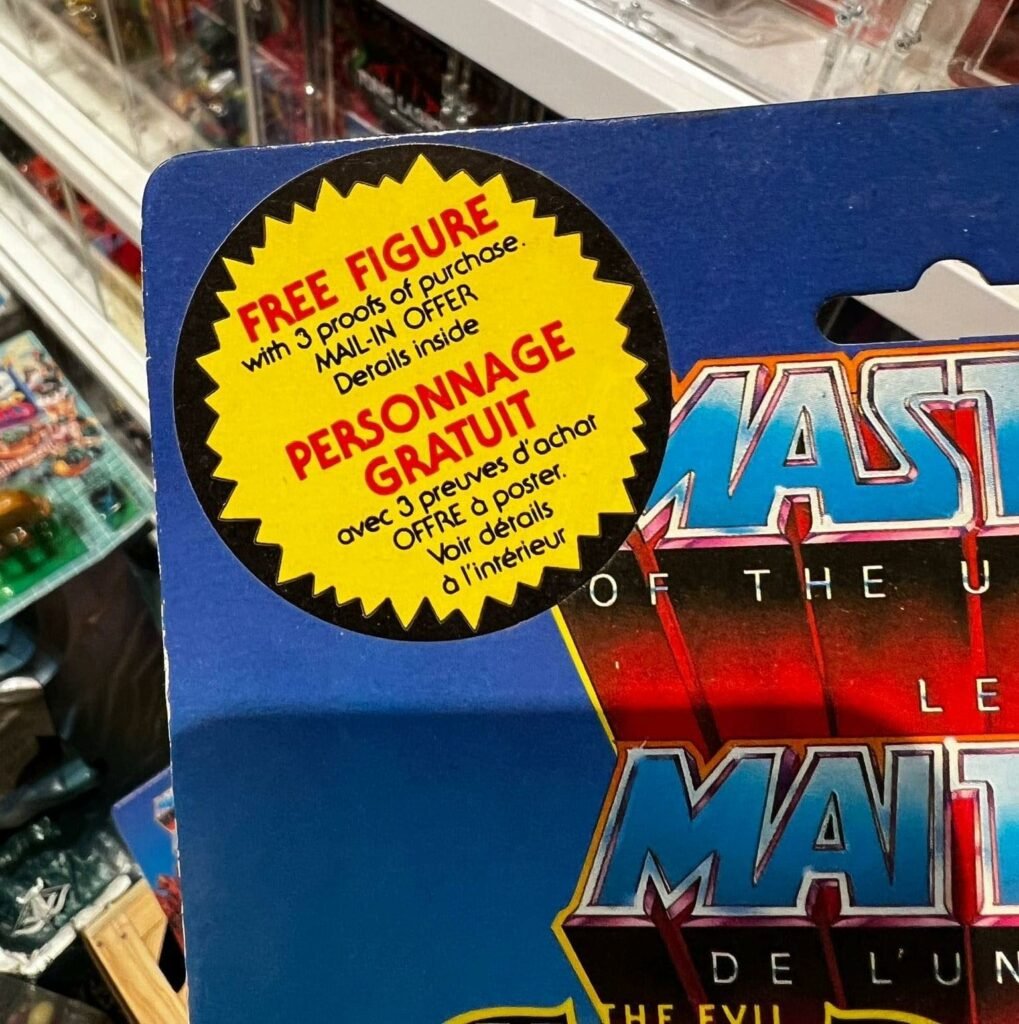 FREE FIGURE
with 3 proofs of purchase.
MAIL-IN OFFER
Details inside
PERSONNAGE
GRATUIT
avec 3 preuves d'achat
OFFRE à poster.
Voir détails
à l'intérieur
MAST
OF THE U
LE
MAIT
DE L'UN
THE EVIL